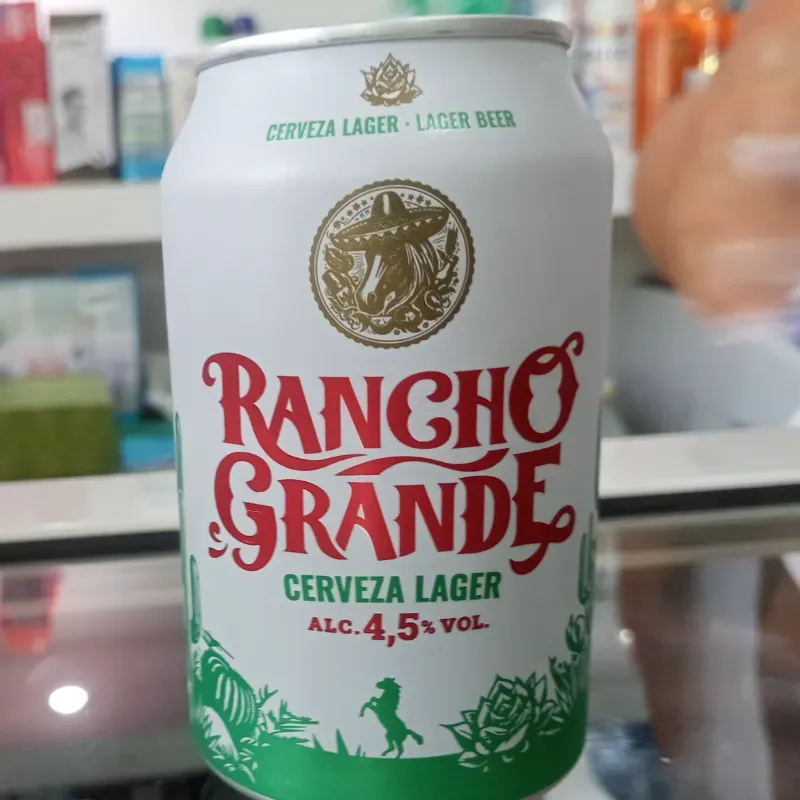 CERVEZA LAGER · LAGER BEER
RANCHO
GRANDE
CERVEZA LAGER
ALC. 4,5% VOL.